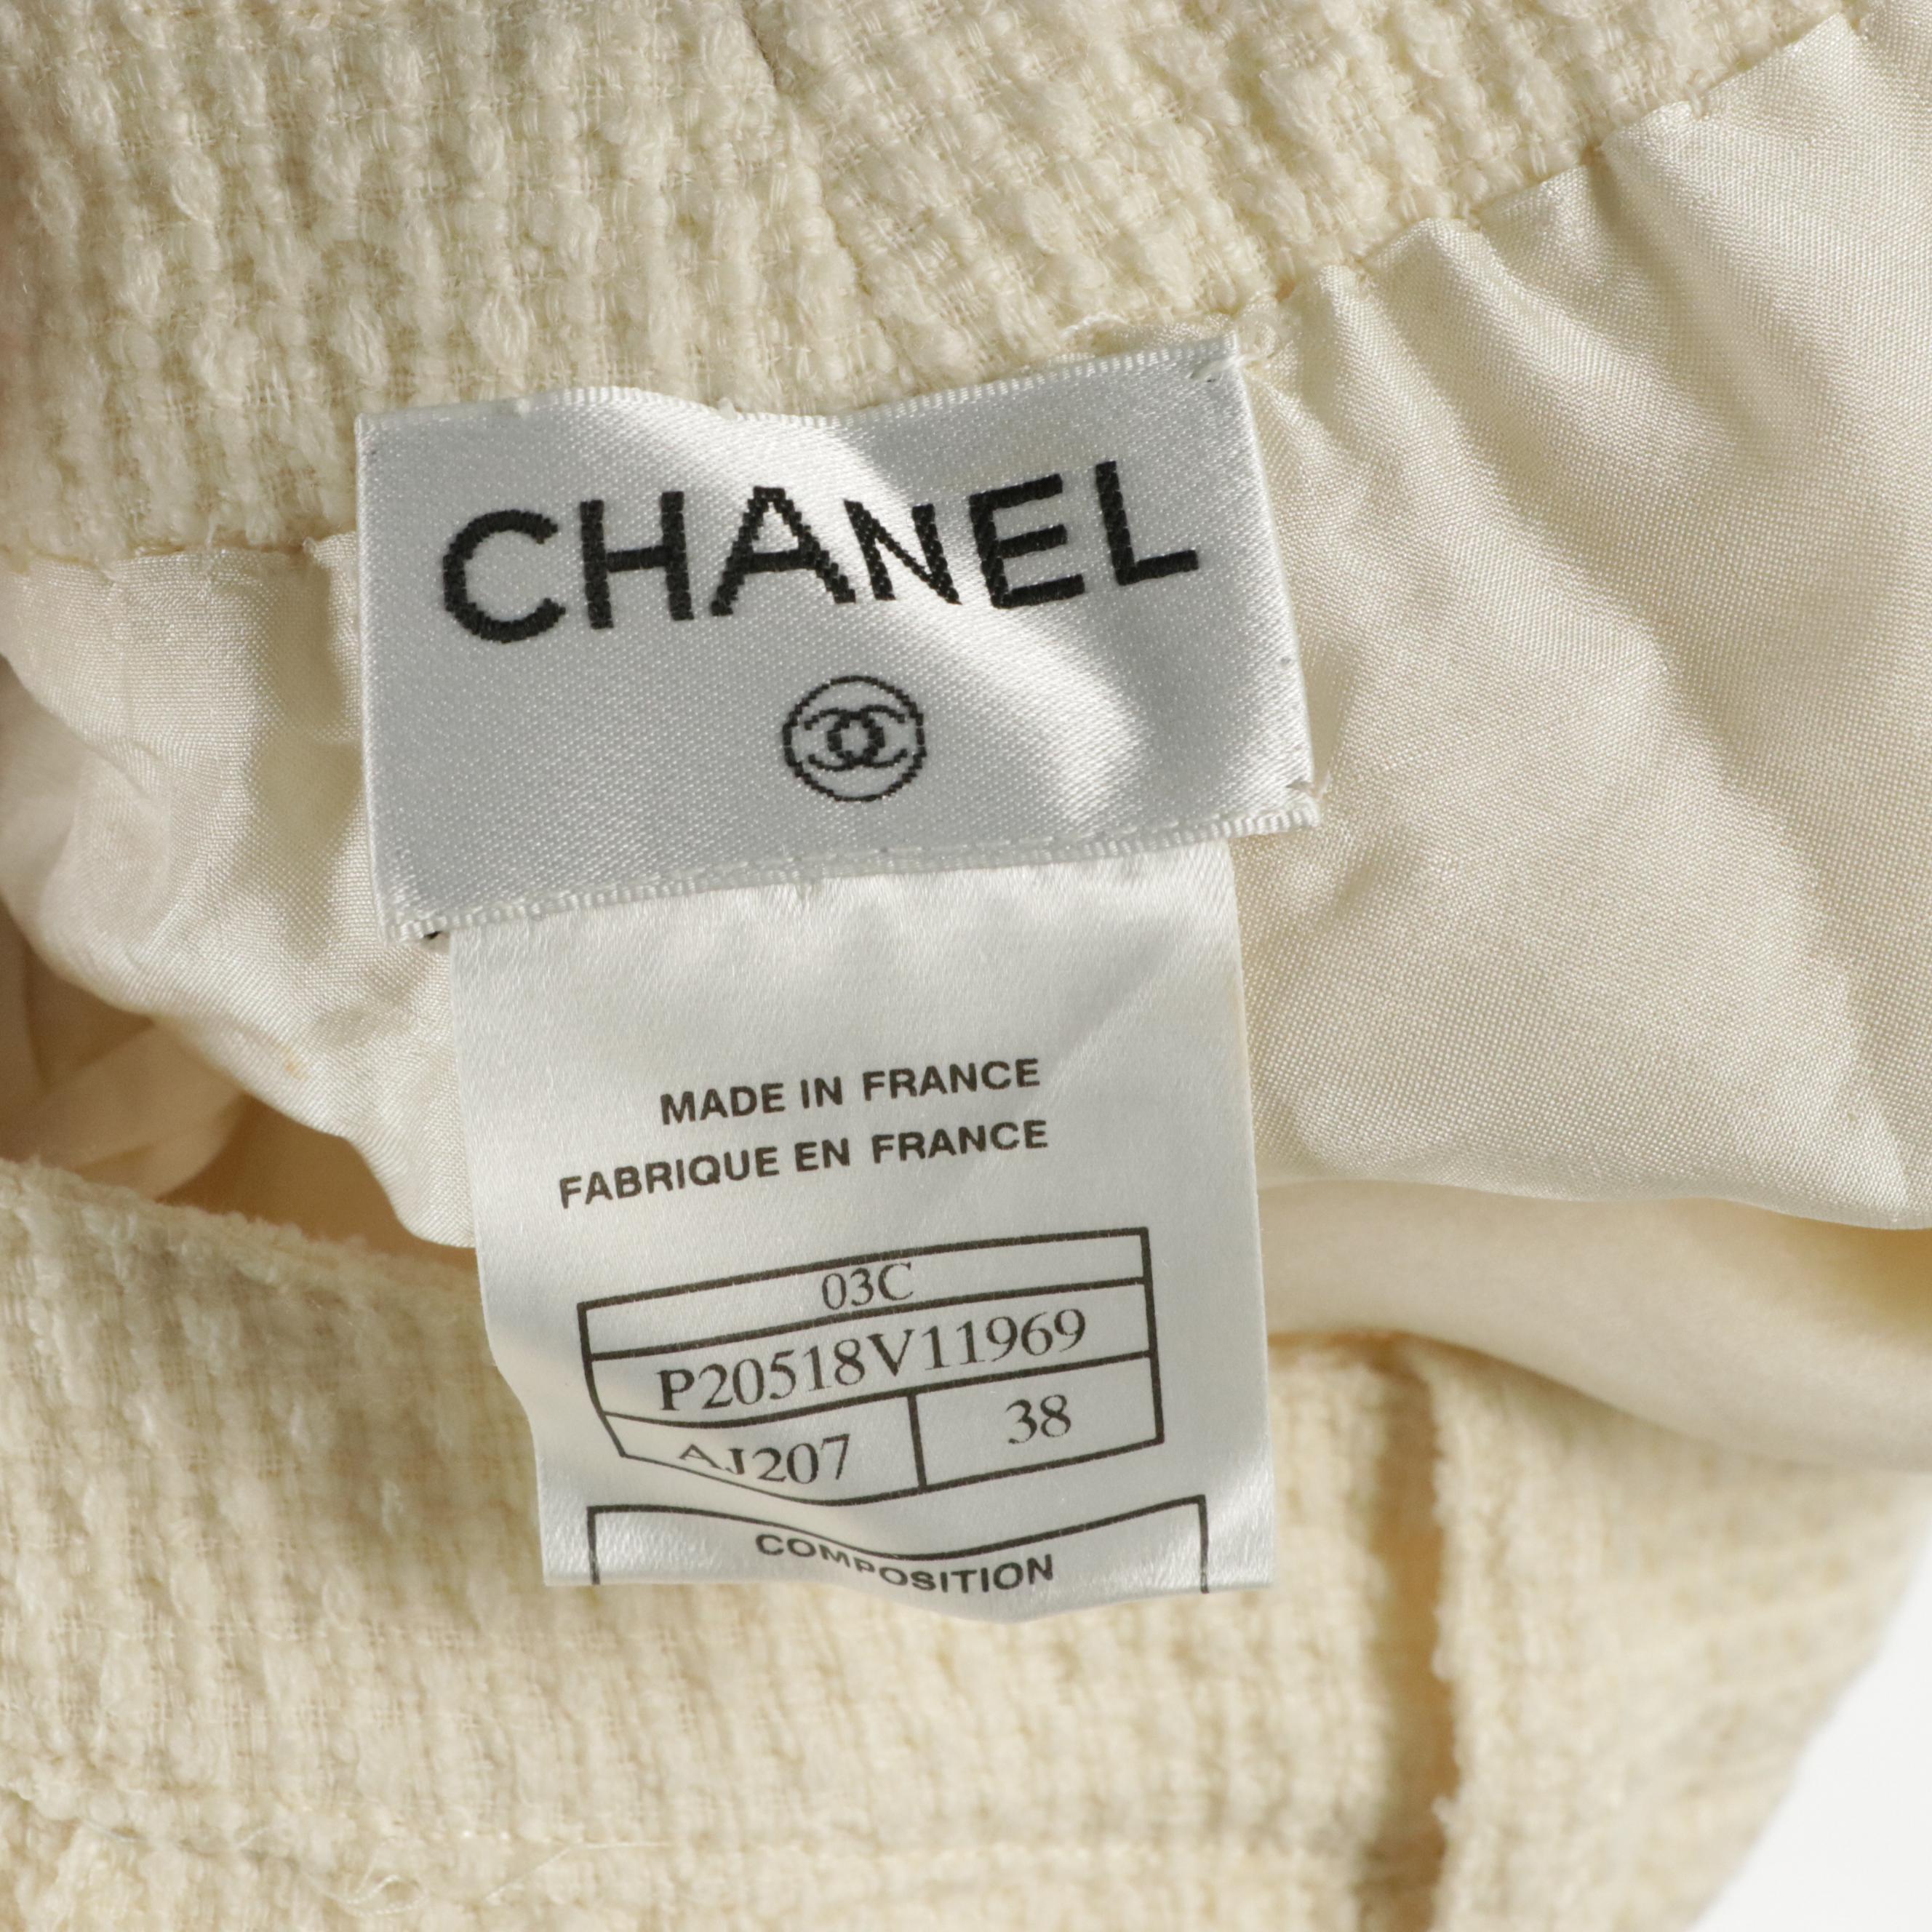 CHANEL
MADE IN FRANCE
FABRIQUE EN FRANCE
03C
P20518V11969
AJ207 38
COMPOSITION